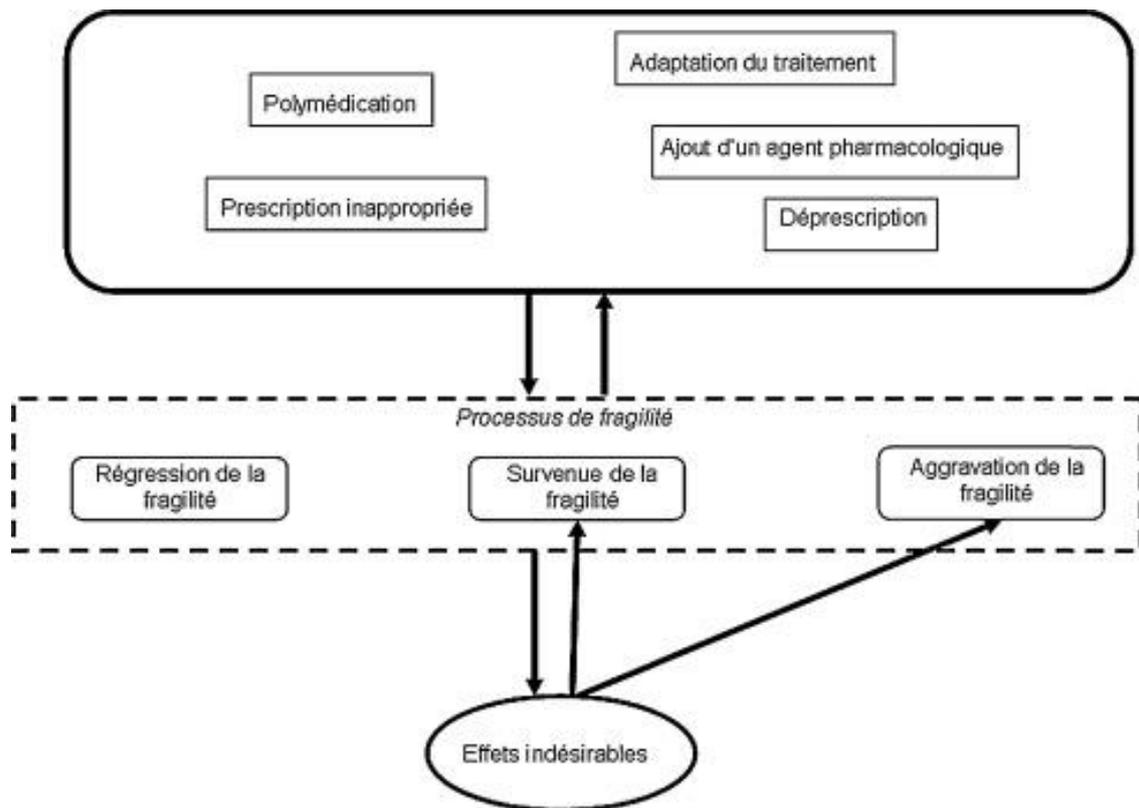 Adaptation du traitement
Polymédication
Ajout d'un agent pharmacologique
Prescription inappropriée
Déprescription
Processus de fragilité
Régression de la
fragilité
Survenue de la
fragilité
Aggravation de la
fragilité
Effets indésirables